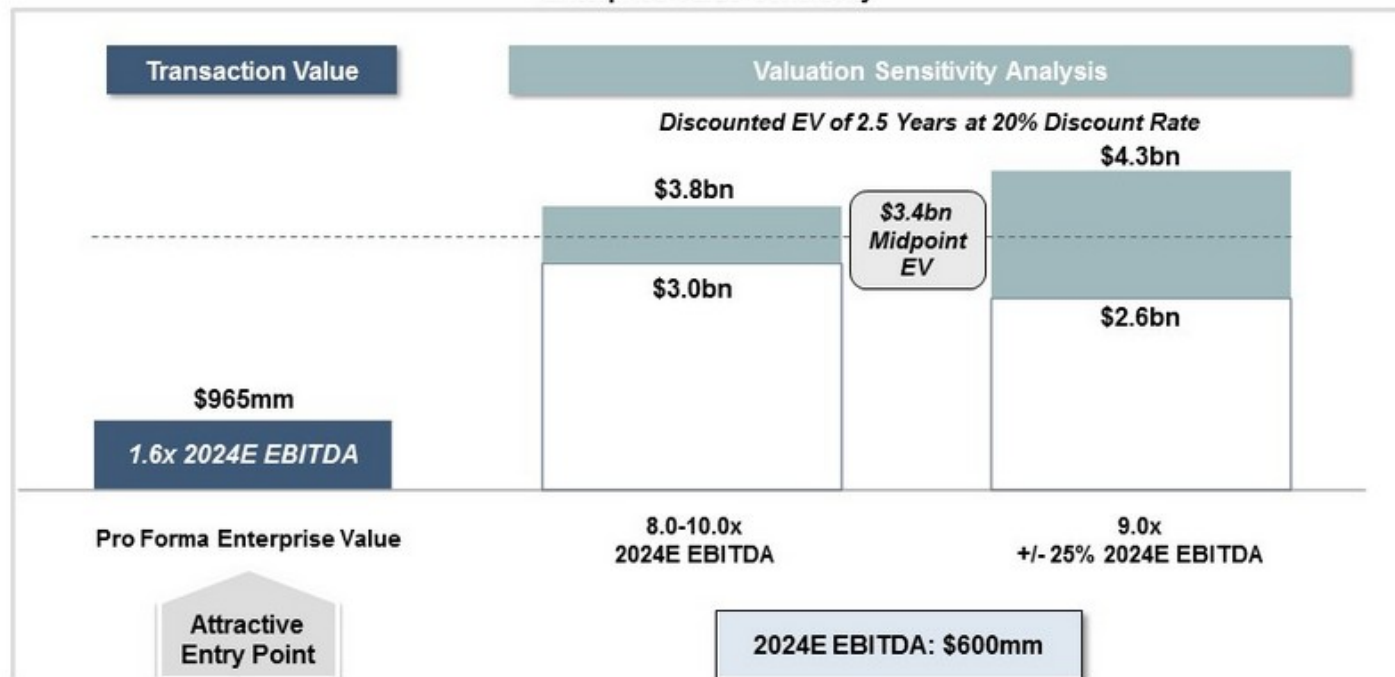 Transaction Value
Valuation Sensitivity Analysis
Discounted EV of 2.5 Years at 20% Discount Rate
$4.3bn
$3.8bn
$3.4bn
Midpoint
EV
$3.0bn
$2.6bn
$965mm
1.6x 2024E EBITDA
Pro Forma Enterprise Value
8.0-10.0x
2024E EBITDA
9.0x
+/- 25% 2024E EBITDA
Attractive
Entry Point
2024E EBITDA: $600mm